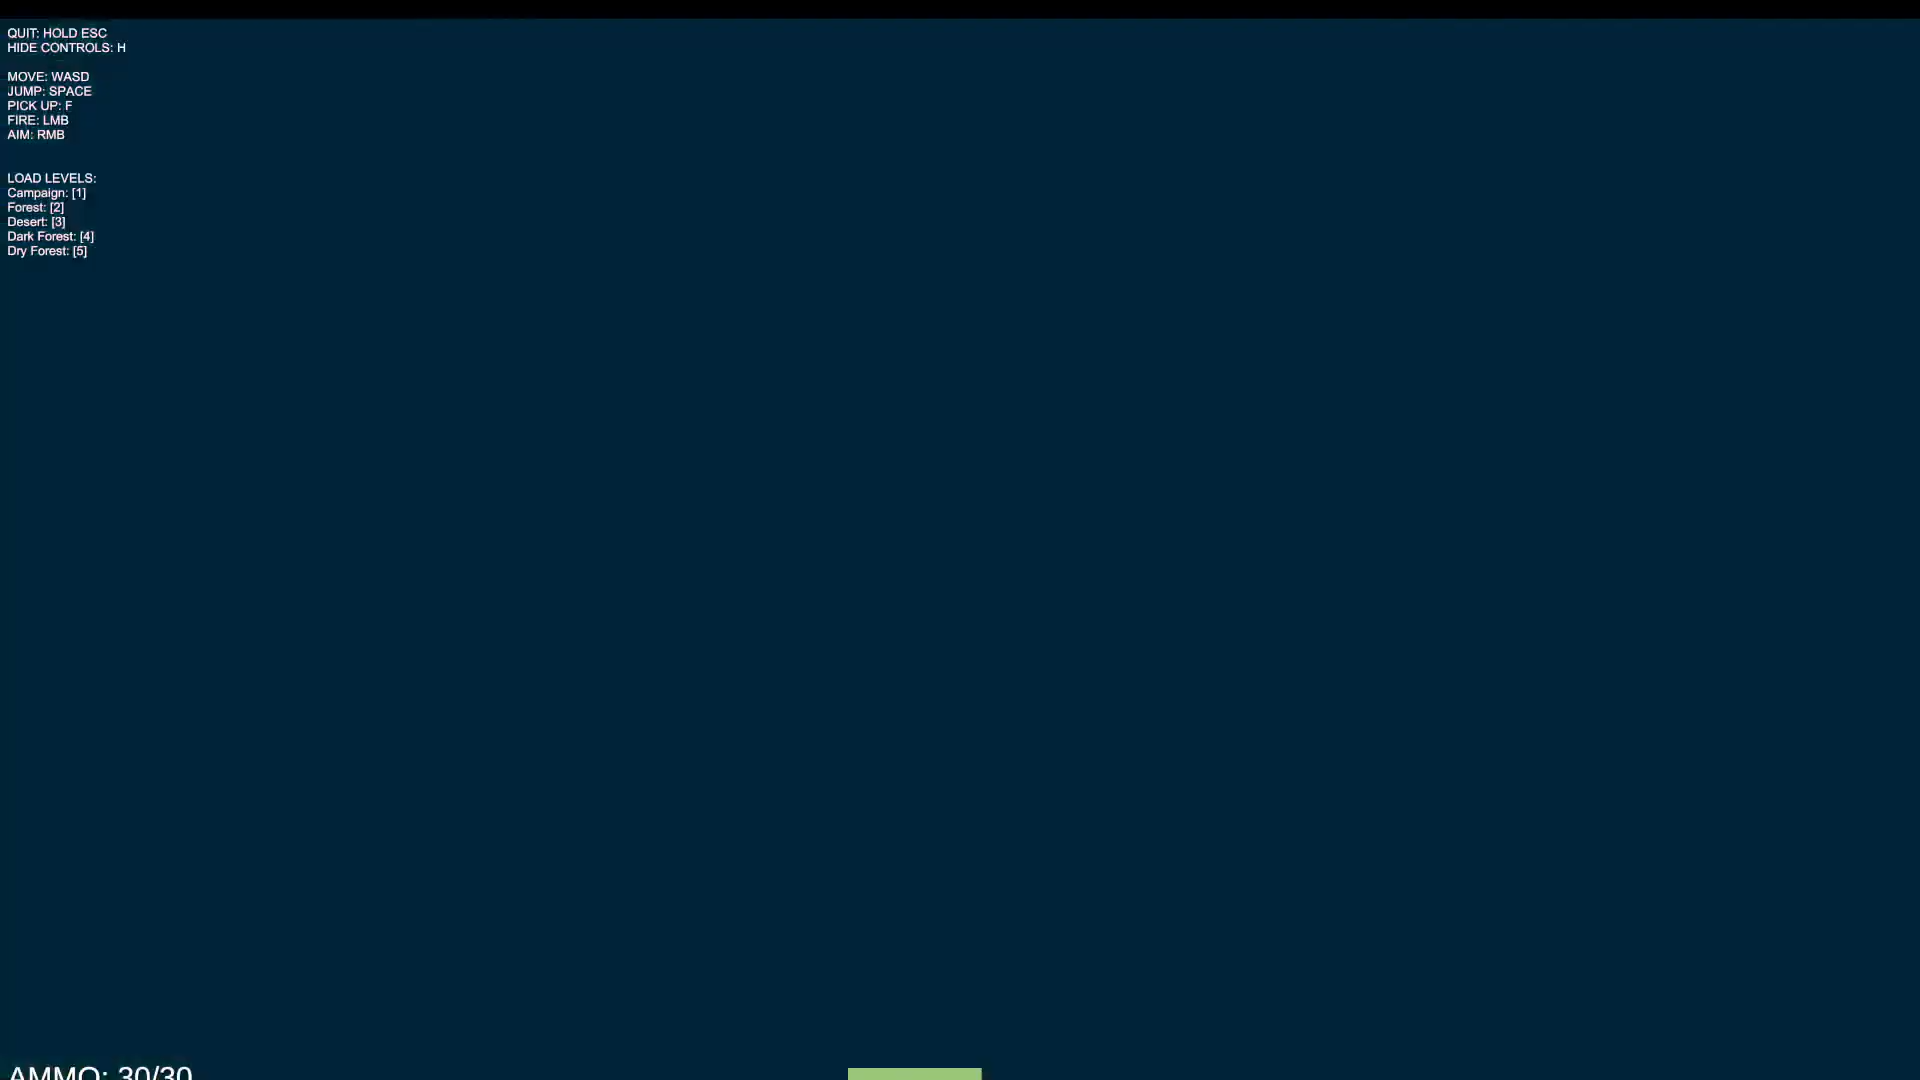 QUIT: HOLD ESC
HIDE CONTROLS: H
MOVE: WASD
JUMP: SPACE
PICK UP: F
FIRE: LMB
AIM: RMB
LOAD LEVELS:
Campaign: [1]
Forest: [2]
Desert: [3]
Dark Forest: [4]
Dry Forest: [5]
AMMO: 30/30